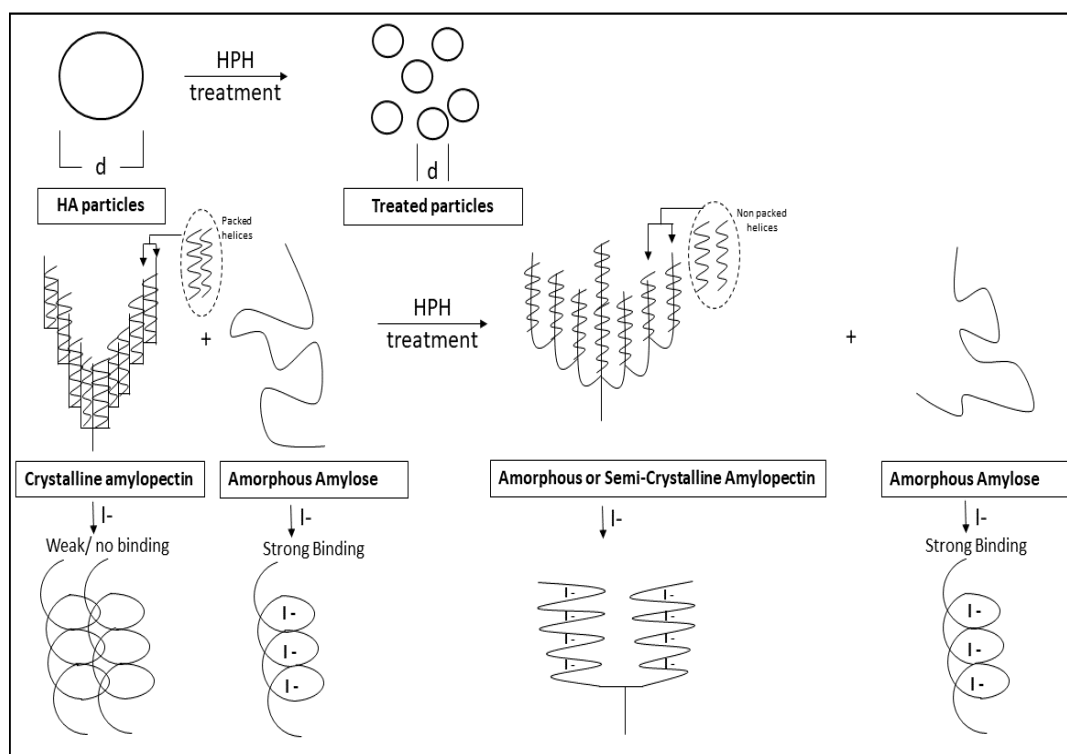 HPH
treatment
d
d
HA particles
Treated particles
Packed
helices
Non packed
helices
+
HPH
treatment
+
Crystalline amylopectin
Amorphous Amylose
Amorphous or Semi-Crystalline Amylopectin
Amorphous Amylose
I-
I-
I-
I-
Weak/ no binding
Strong Binding
Strong Binding
I -
I -
I -
I-
I-
I-
I-
I-
I-
I-
I-
I -
I -
I -